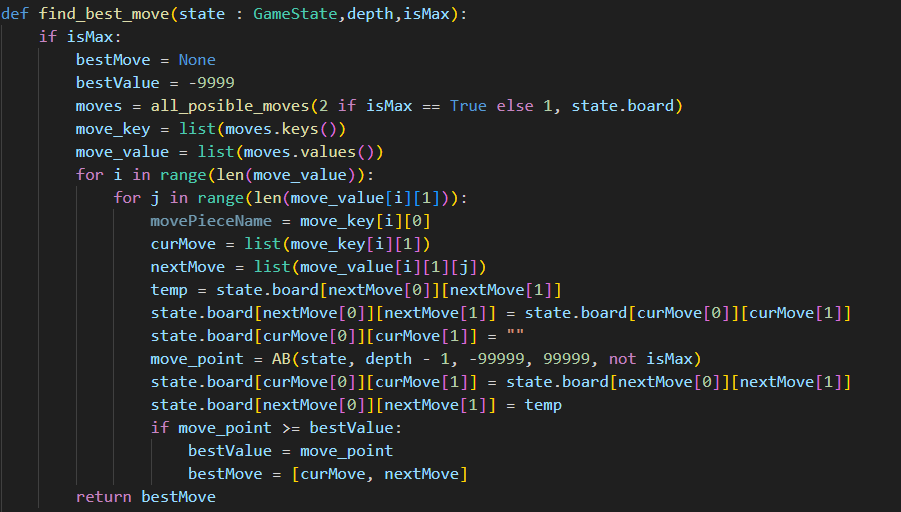 def find_best_move(state : GameState,depth,isMax):
    if isMax:
        bestMove = None
        bestValue = -9999
        moves = all_posible_moves(2 if isMax == True else 1, state.board)
        move_key = list(moves.keys())
        move_value = list(moves.values())
        for i in range(len(move_value)):
            for j in range(len(move_value[i][1])):
                movePieceName = move_key[i][0]
                curMove = list(move_key[i][1])
                nextMove = list(move_value[i][1][j])
                temp = state.board[nextMove[0]][nextMove[1]]
                state.board[nextMove[0]][nextMove[1]] = state.board[curMove[0]][curMove[1]]
                state.board[curMove[0]][curMove[1]] = ""
                move_point = AB(state, depth - 1, -99999, 99999, not isMax)
                state.board[curMove[0]][curMove[1]] = state.board[nextMove[0]][nextMove[1]]
                state.board[nextMove[0]][nextMove[1]] = temp
                if move_point >= bestValue:
                    bestValue = move_point
                    bestMove = [curMove, nextMove]
        return bestMove